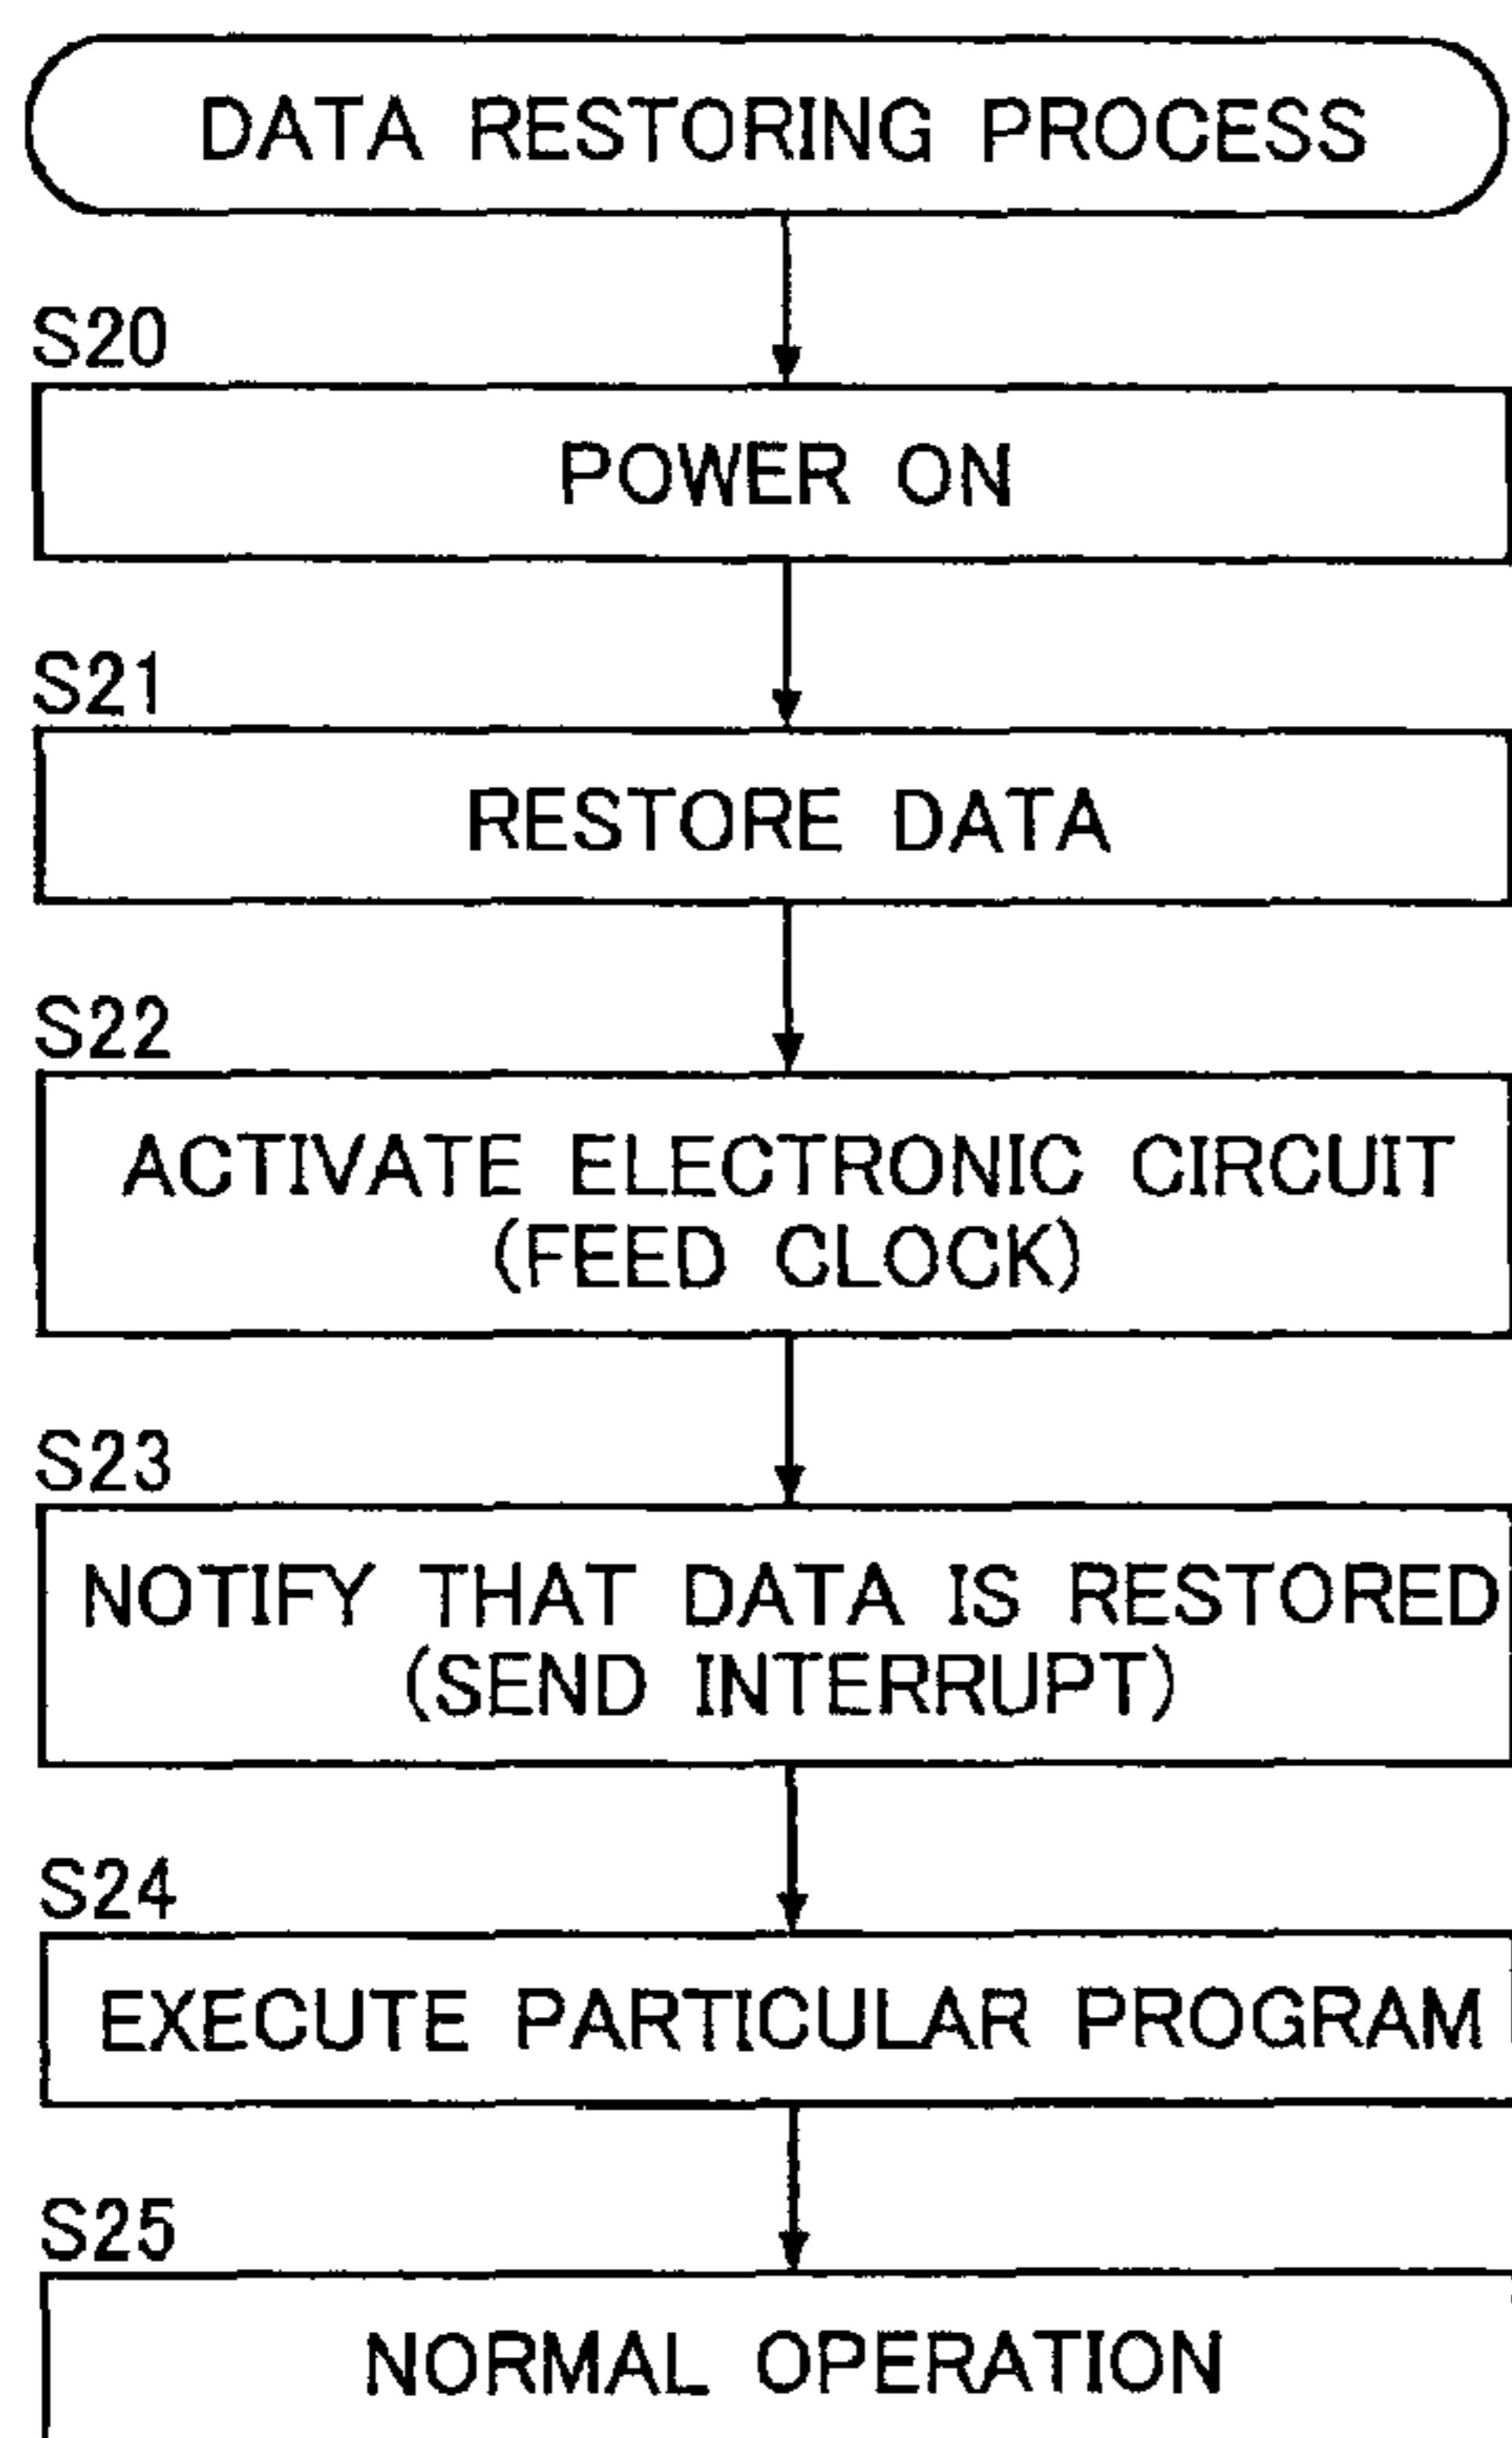 DATA RESTORING PROCESS
S20
POWER ON
S21
RESTORE DATA
S22
ACTIVATE ELECTRONIC CIRCUIT
(FEED CLOCK)
S23
NOTIFY THAT DATA IS RESTORED
(SEND INTERRUPT)
S24
EXECUTE PARTICULAR PROGRAM
S25
NORMAL OPERATION